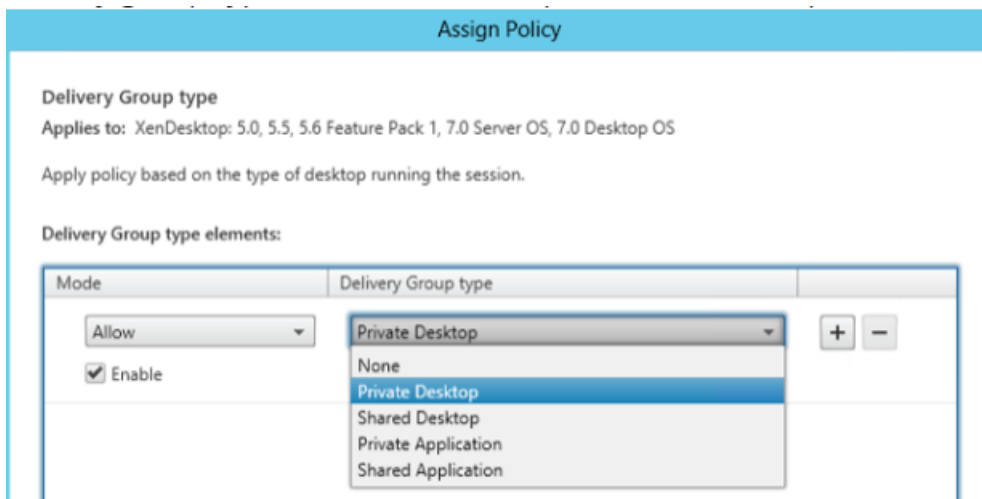 Assign Policy
Delivery Group type
Applies to: XenDesktop: 5.0, 5.5, 5.6 Feature Pack 1, 7.0 Server OS, 7.0 Desktop OS
Apply policy based on the type of desktop running the session.
Delivery Group type elements:
Mode Delivery Group type
Allow Private Desktop + −
Enable
None
Private Desktop
Shared Desktop
Private Application
Shared Application